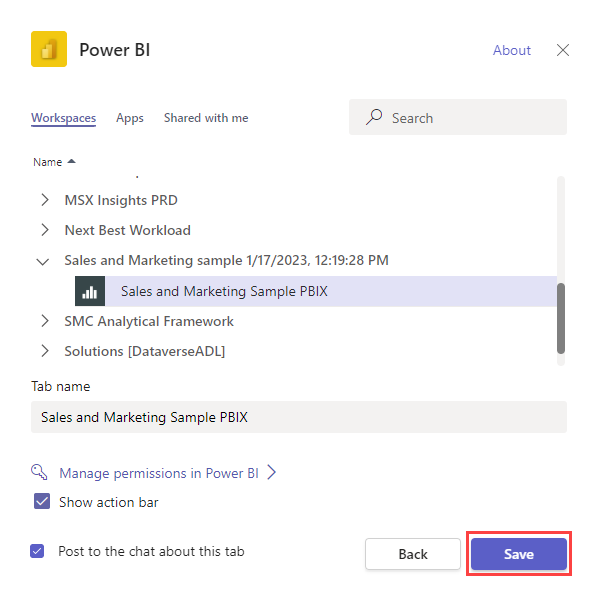 Power BI
About
Workspaces Apps Shared with me
Search
Name
MSX Insights PRD
Next Best Workload
Sales and Marketing sample 1/17/2023, 12:19:28 PM
Sales and Marketing Sample PBIX
SMC Analytical Framework
Solutions [DataverseADL]
Tab name
Sales and Marketing Sample PBIX
Manage permissions in Power BI
Show action bar
Post to the chat about this tab
Back
Save